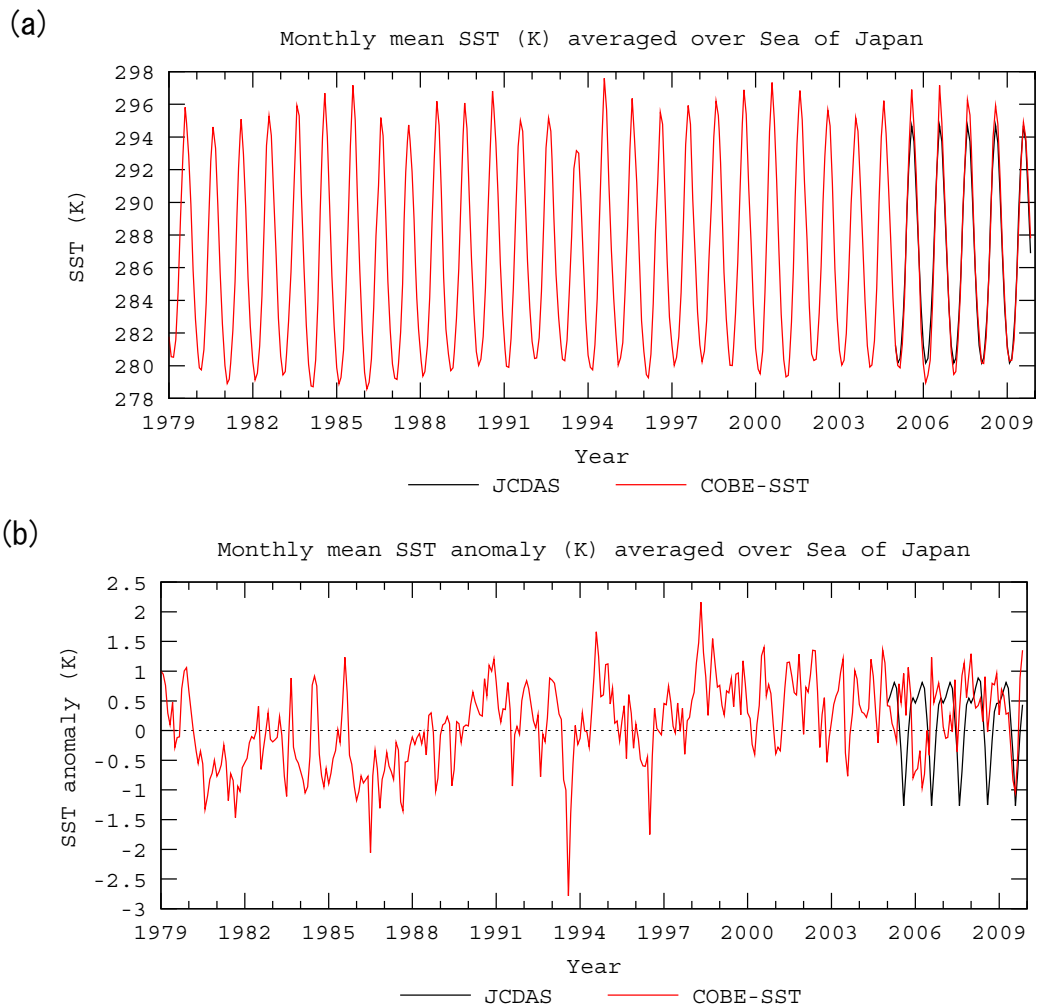 (a)
Monthly mean SST (K) averaged over Sea of Japan
298
296
294
292
290
288
286
284
282
280
278
SST (K)
1979 1982 1985 1988 1991 1994 1997 2000 2003 2006 2009
Year
JCDAS COBE-SST
(b)
Monthly mean SST anomaly (K) averaged over Sea of Japan
2.5
2
1.5
1
0.5
0
-0.5
-1
-1.5
-2
-2.5
-3
SST anomaly (K)
1979 1982 1985 1988 1991 1994 1997 2000 2003 2006 2009
Year
JCDAS COBE-SST